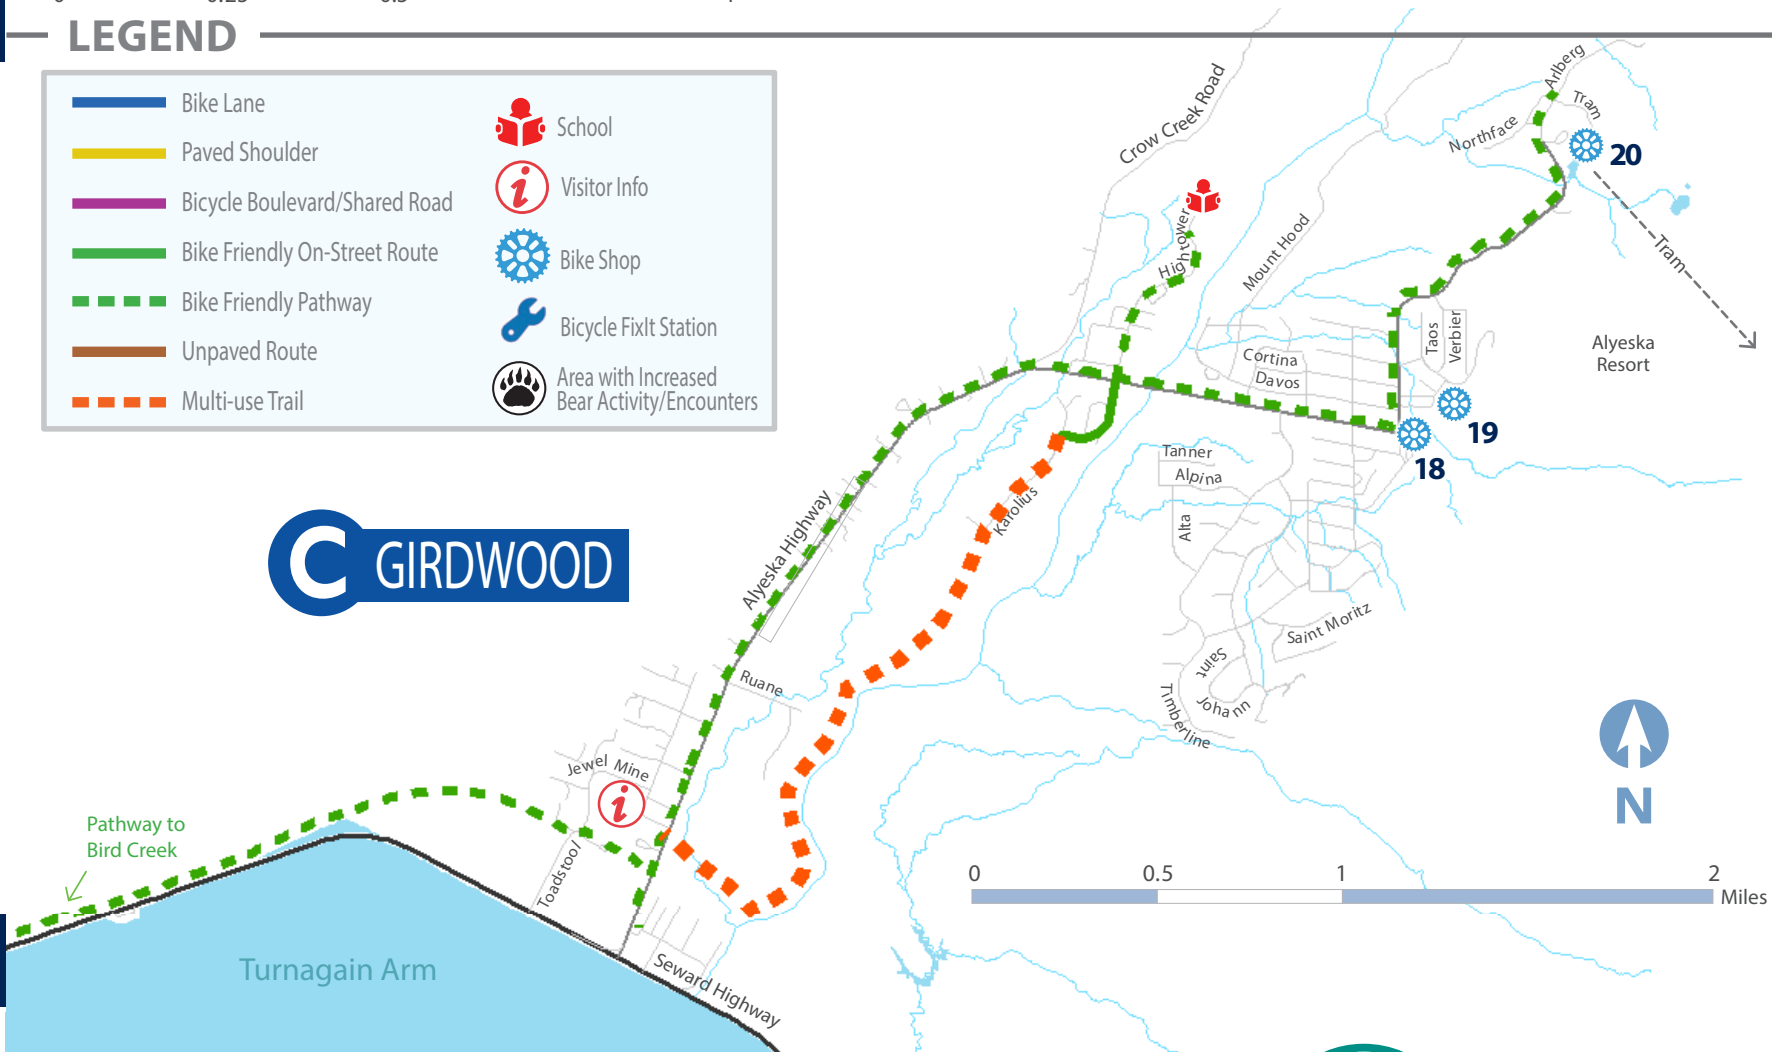 LEGEND
Bike Lane
Paved Shoulder
Bicycle Boulevard/Shared Road
Bike Friendly On-Street Route
Bike Friendly Pathway
Unpaved Route
Multi-use Trail
School
Visitor Info
Bike Shop
Bicycle FixIt Station
Area with Increased
Bear Activity/Encounters
C GIRDWOOD
Crow Creek Road
Arlberg
Tram
Northface
20
Tram
Hightower
Mount Hood
Taos
Verbier
Alyeska
Resort
Cortina
Davos
19
18
Tanner
Alpina
Alta
Karolius
Alyeska Highway
Saint Moritz
Saint
Johann
Timberline
Ruane
Jewel Mine
Toadstool
Pathway to
Bird Creek
Turnagain Arm
Seward Highway
N
0 0.5 1 2
Miles